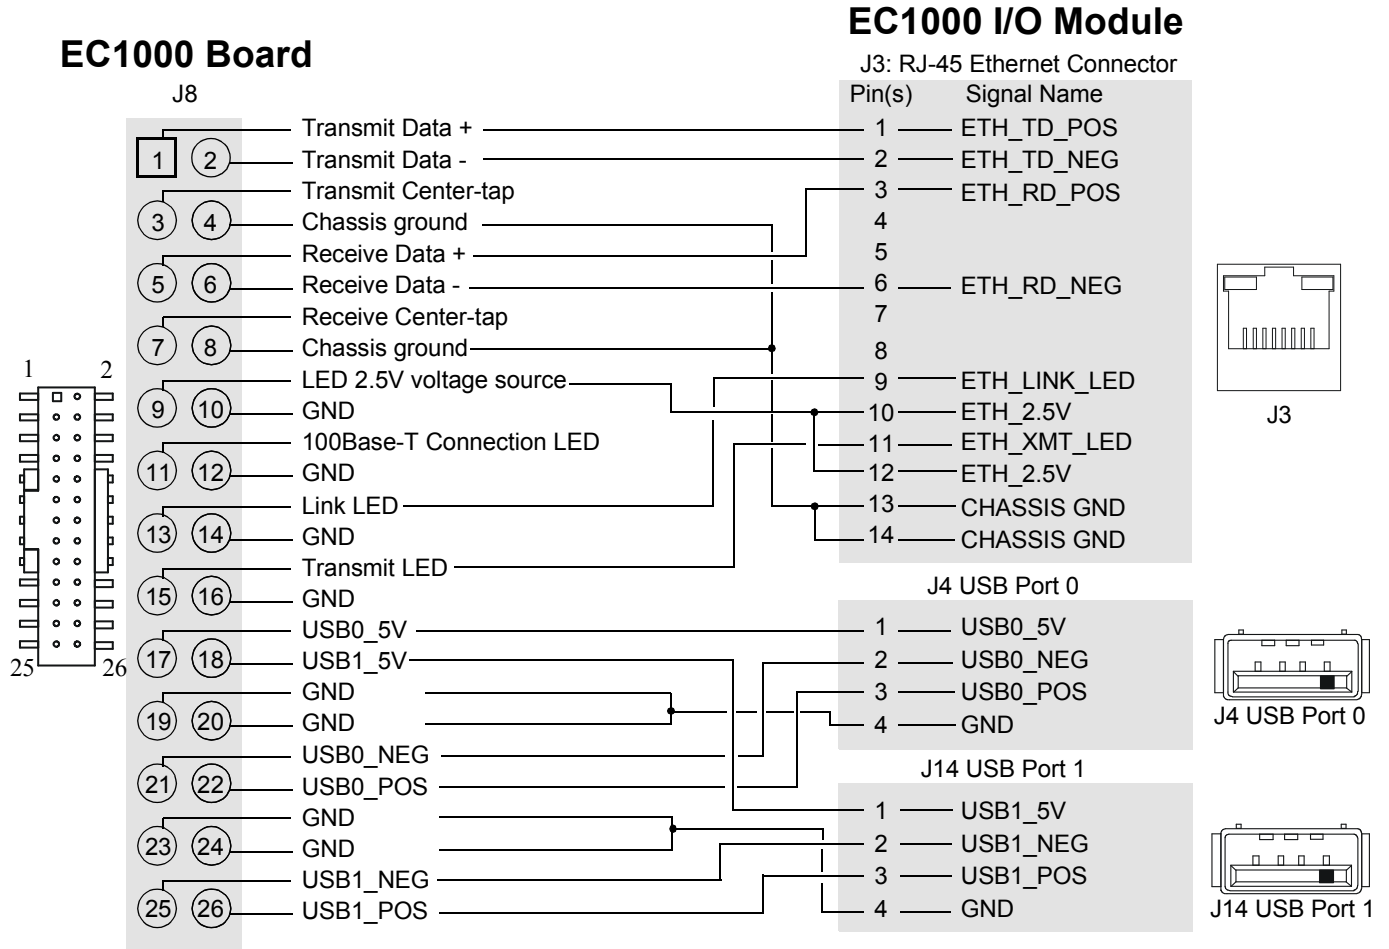 EC1000 Board
EC1000 I/O Module
J8
J3: RJ-45 Ethernet Connector
Pin(s) Signal Name
1 Transmit Data + 1 ETH_TD_POS
2 Transmit Data - 2 ETH_TD_NEG
3 Transmit Center-tap 3 ETH_RD_POS
4 Chassis ground 4
5 Receive Data + 5
6 Receive Data - 6 ETH_RD_NEG
7 Receive Center-tap 7
8 Chassis ground 8
9 LED 2.5V voltage source 9 ETH_LINK_LED
10 GND 10 ETH_2.5V
11 100Base-T Connection LED 11 ETH_XMT_LED
12 GND 12 ETH_2.5V
13 Link LED 13 CHASSIS GND
14 GND 14 CHASSIS GND
15 Transmit LED
J4 USB Port 0
16 GND
17 USB0_5V 1 USB0_5V
18 USB1_5V 2 USB0_NEG
19 GND 3 USB0_POS
20 GND 4 GND
21 USB0_NEG
J14 USB Port 1
22 USB0_POS
23 GND 1 USB1_5V
24 GND 2 USB1_NEG
25 USB1_NEG 3 USB1_POS
26 USB1_POS 4 GND
1 2
25 26
J3
J4 USB Port 0
J14 USB Port 1